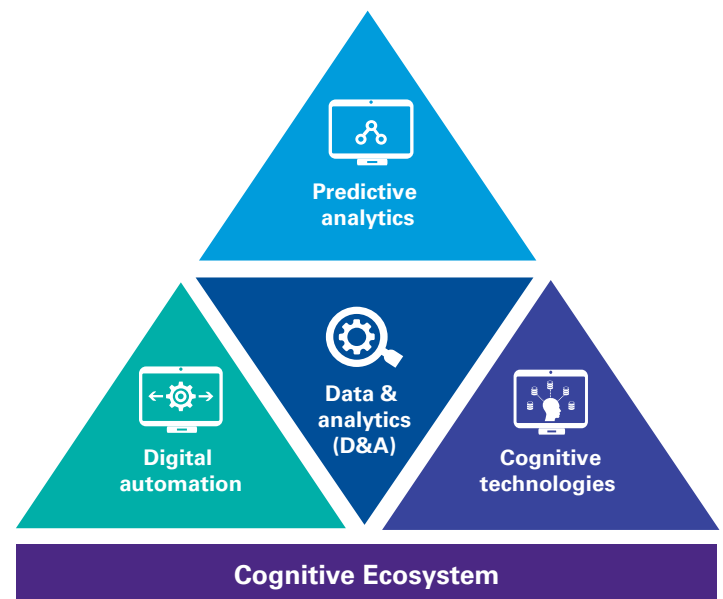 Predictive
analytics
Data &
analytics
(D&A)
Digital
automation
Cognitive
technologies
Cognitive Ecosystem